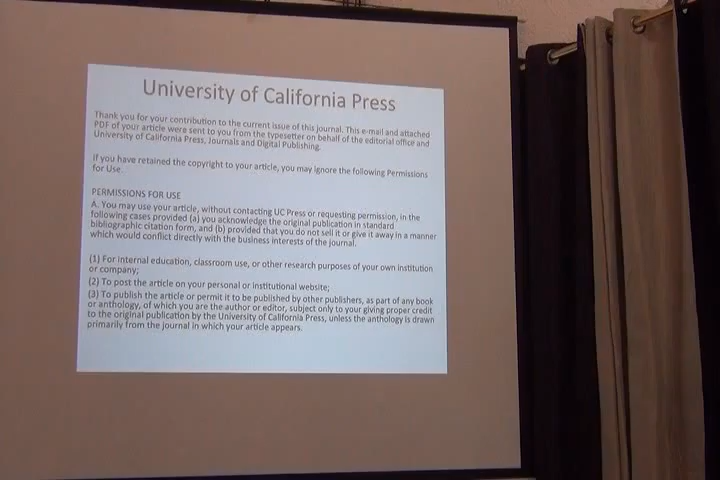 University of California Press
Thank you for your contribution to the current issue of this journal. This e-mail and attached
PDF of your article were sent to you from the typesetter on behalf of the editorial office and
University of California Press, Journals and Digital Publishing.
If you have retained the copyright to your article, you may ignore the following Permissions
for Use.
PERMISSIONS FOR USE
A. You may use your article, without contacting UC Press or requesting permission, in the
following cases provided (a) you acknowledge the original publication in standard
bibliographic citation form, and (b) provided that you do not sell it or give it away in a manner
which would conflict directly with the business interests of the journal.
(1) For internal education, classroom use, or other research purposes of your own institution
or company;
(2) To post the article on your personal or institutional website;
(3) To publish the article or permit it to be published by other publishers, as part of any book
or anthology, of which you are the author or editor, subject only to your giving proper credit
to the original publication by the University of California Press, unless the anthology is drawn
primarily from the journal in which your article appears.